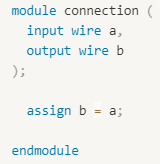 module connection (
  input wire a,
  output wire b
);
  assign b = a;
endmodule